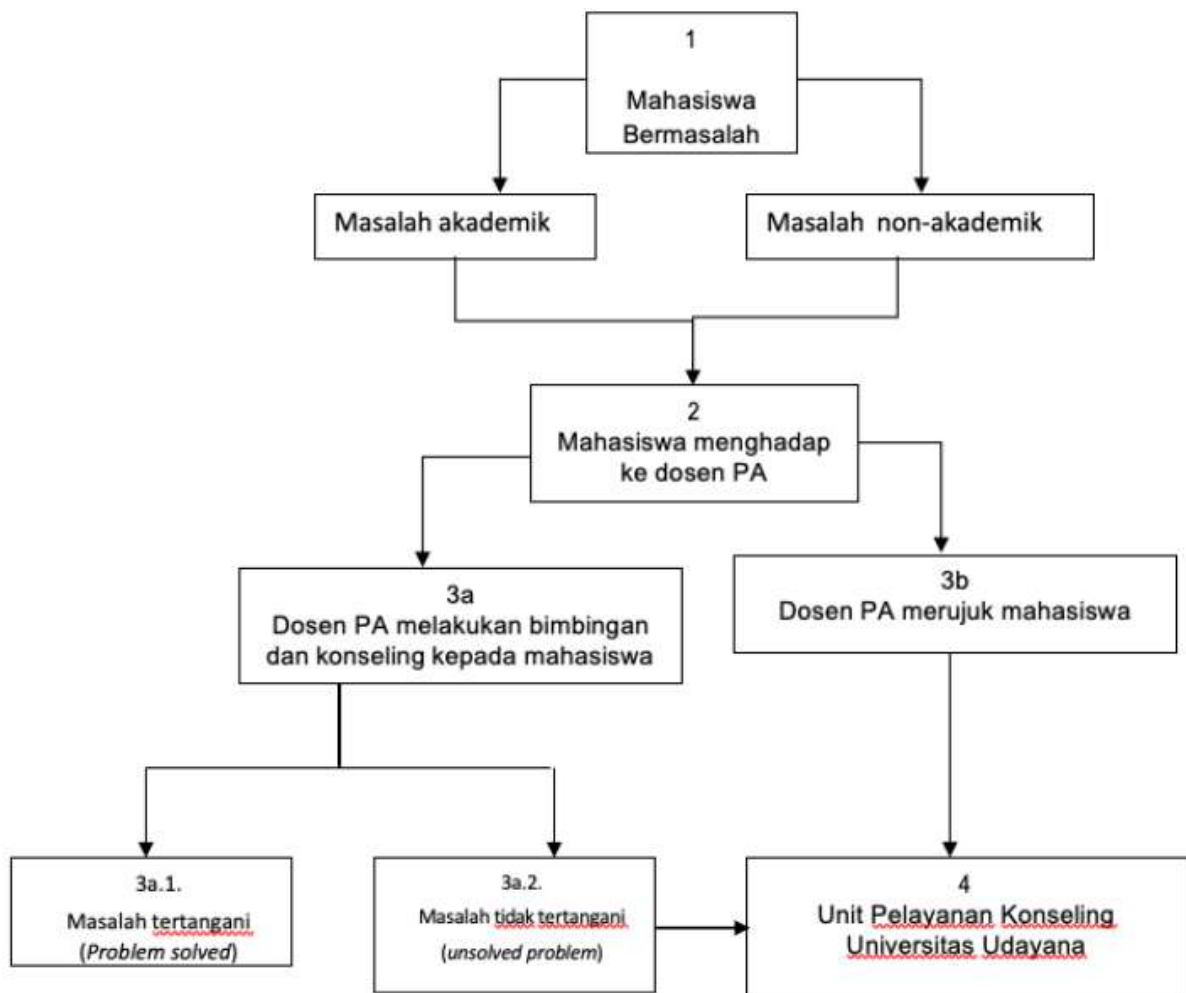 1
Mahasiswa
Bermasalah
Masalah akademik
Masalah non-akademik
2
Mahasiswa menghadap
ke dosen PA
3a
Dosen PA melakukan bimbingan
dan konseling kepada mahasiswa
3b
Dosen PA merujuk mahasiswa
3a.1.
Masalah tertangani
(Problem solved)
3a.2.
Masalah tidak tertangani
(unsolved problem)
4
Unit Pelayanan Konseling
Universitas Udayana